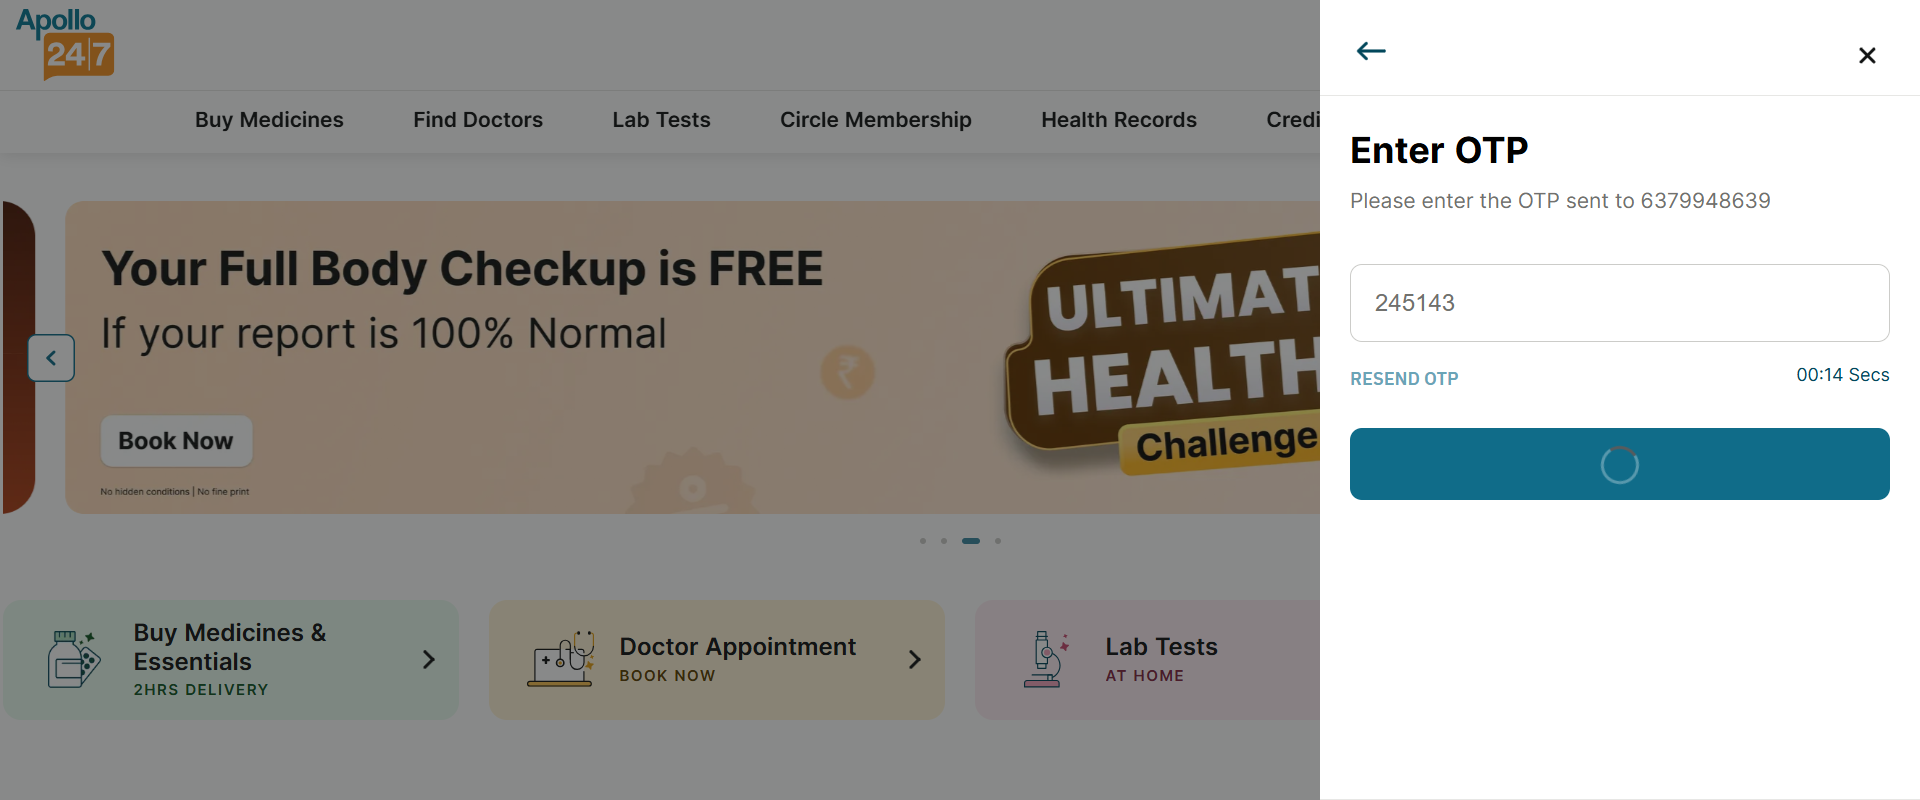 Apollo
24|7
Buy Medicines
Find Doctors
Lab Tests
Circle Membership
Health Records
Credi
Your Full Body Checkup is FREE
If your report is 100% Normal
Book Now
No hidden conditions | No fine print
₹
ULTIMAT
HEALTH
Challenge
Buy Medicines &
Essentials
2HRS DELIVERY
Doctor Appointment
BOOK NOW
Lab Tests
AT HOME
Enter OTP
Please enter the OTP sent to 6379948639
245143
RESEND OTP
00:14 Secs